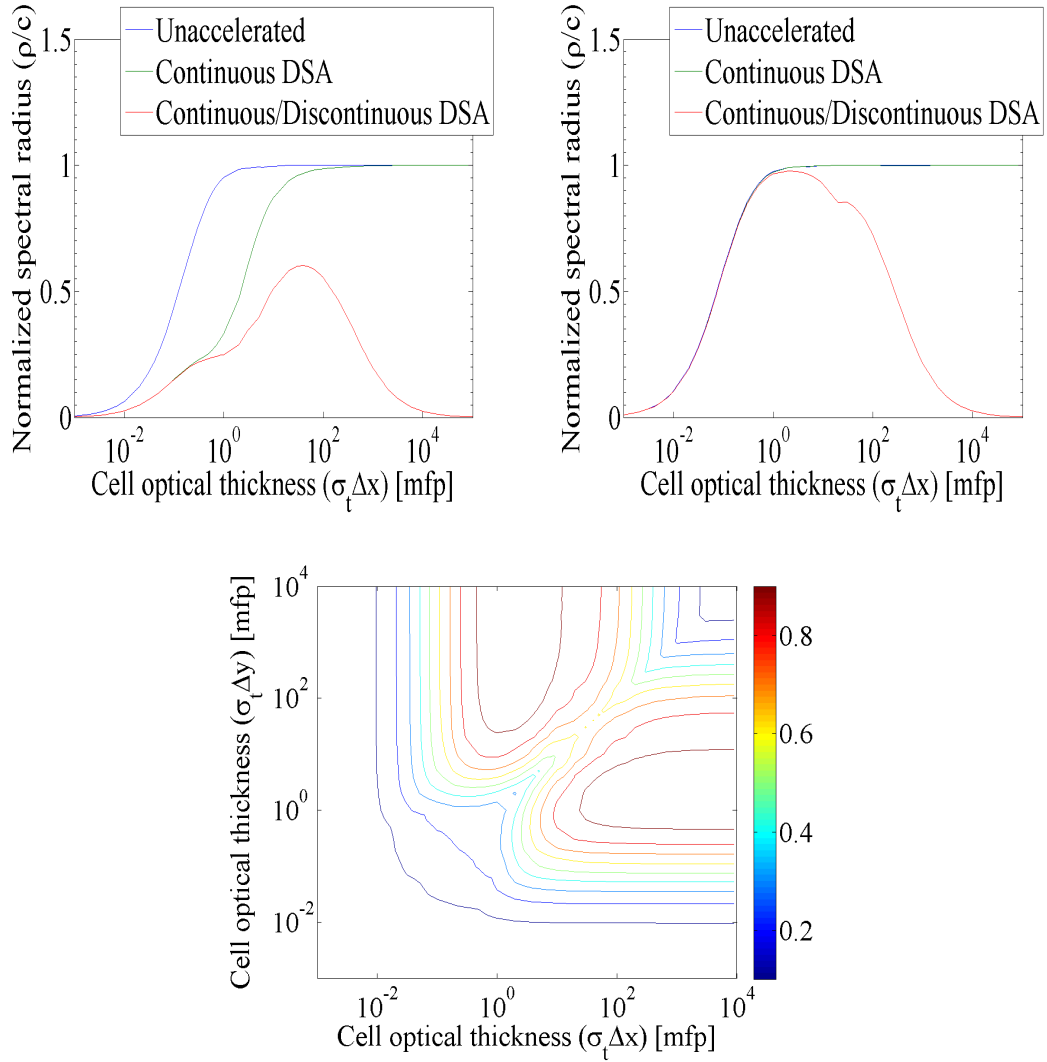 Unaccelerated
Continuous DSA
Continuous/Discontinuous DSA
Normalized spectral radius (ρ/c)
1.5
1
0.5
0
10^-2
10^0
10^2
10^4
Cell optical thickness (σ_tΔx) [mfp]
Unaccelerated
Continuous DSA
Continuous/Discontinuous DSA
Normalized spectral radius (ρ/c)
1.5
1
0.5
0
10^-2
10^0
10^2
10^4
Cell optical thickness (σ_tΔx) [mfp]
Cell optical thickness (σ_tΔy) [mfp]
10^4
10^2
10^0
10^-2
10^-2
10^0
10^2
10^4
Cell optical thickness (σ_tΔx) [mfp]
0.8
0.6
0.4
0.2